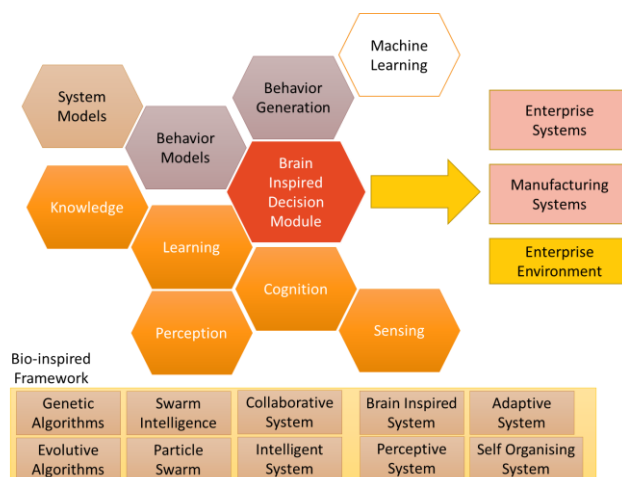 Machine
Learning
System
Models
Behavior
Generation
Behavior
Models
Enterprise
Systems
Brain
Inspired
Decision
Module
Knowledge
Manufacturing
Systems
Learning
Enterprise
Environment
Cognition
Perception
Sensing
Bio-inspired
Framework
Genetic
Algorithms
Swarm
Intelligence
Collaborative
System
Brain Inspired
System
Adaptive
System
Evolutive
Algorithms
Particle
Swarm
Intelligent
System
Perceptive
System
Self Organising
System